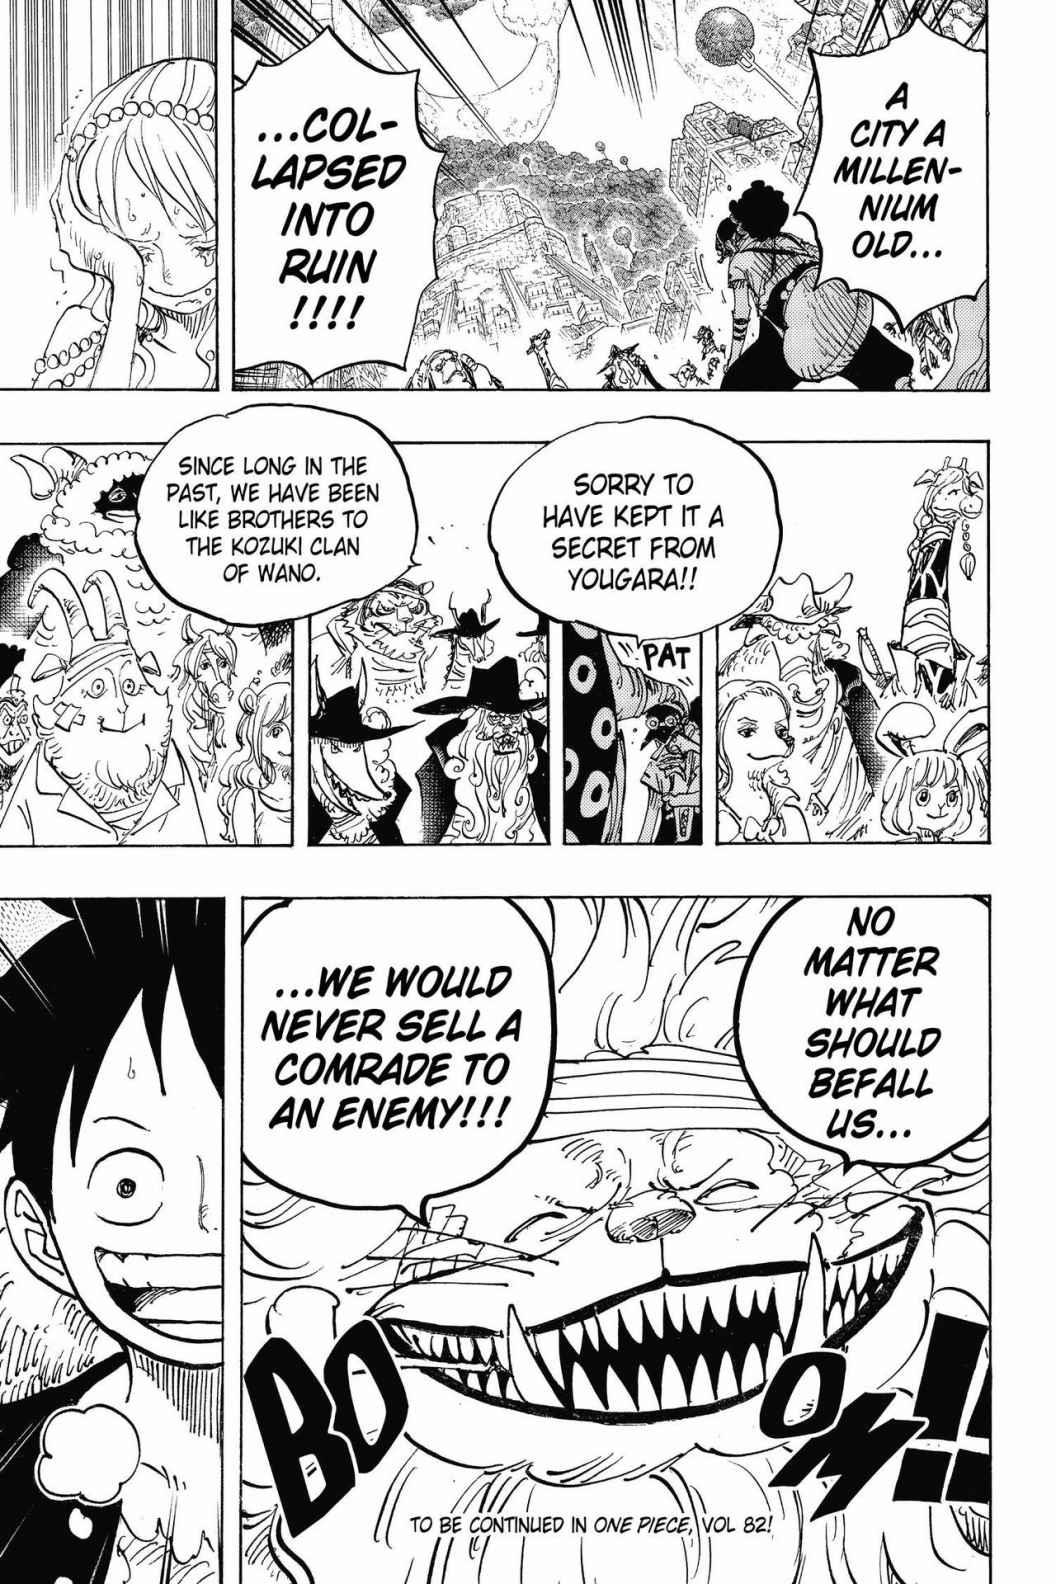 A
CITY A
MILLEN-
NIUM
OLD...
...COL-
LAPSED
INTO
RUIN
!!!!
SORRY TO
HAVE KEPT IT A
SECRET FROM
YOUGARA!!
PAT
SINCE LONG IN THE
PAST, WE HAVE BEEN
LIKE BROTHERS TO
THE KOZUKI CLAN
OF WANO.
NO
MATTER
WHAT
SHOULD
BEFALL
US...
...WE WOULD
NEVER SELL A
COMRADE TO
AN ENEMY!!!
BOOM!!
TO BE CONTINUED IN ONE PIECE, VOL 82!